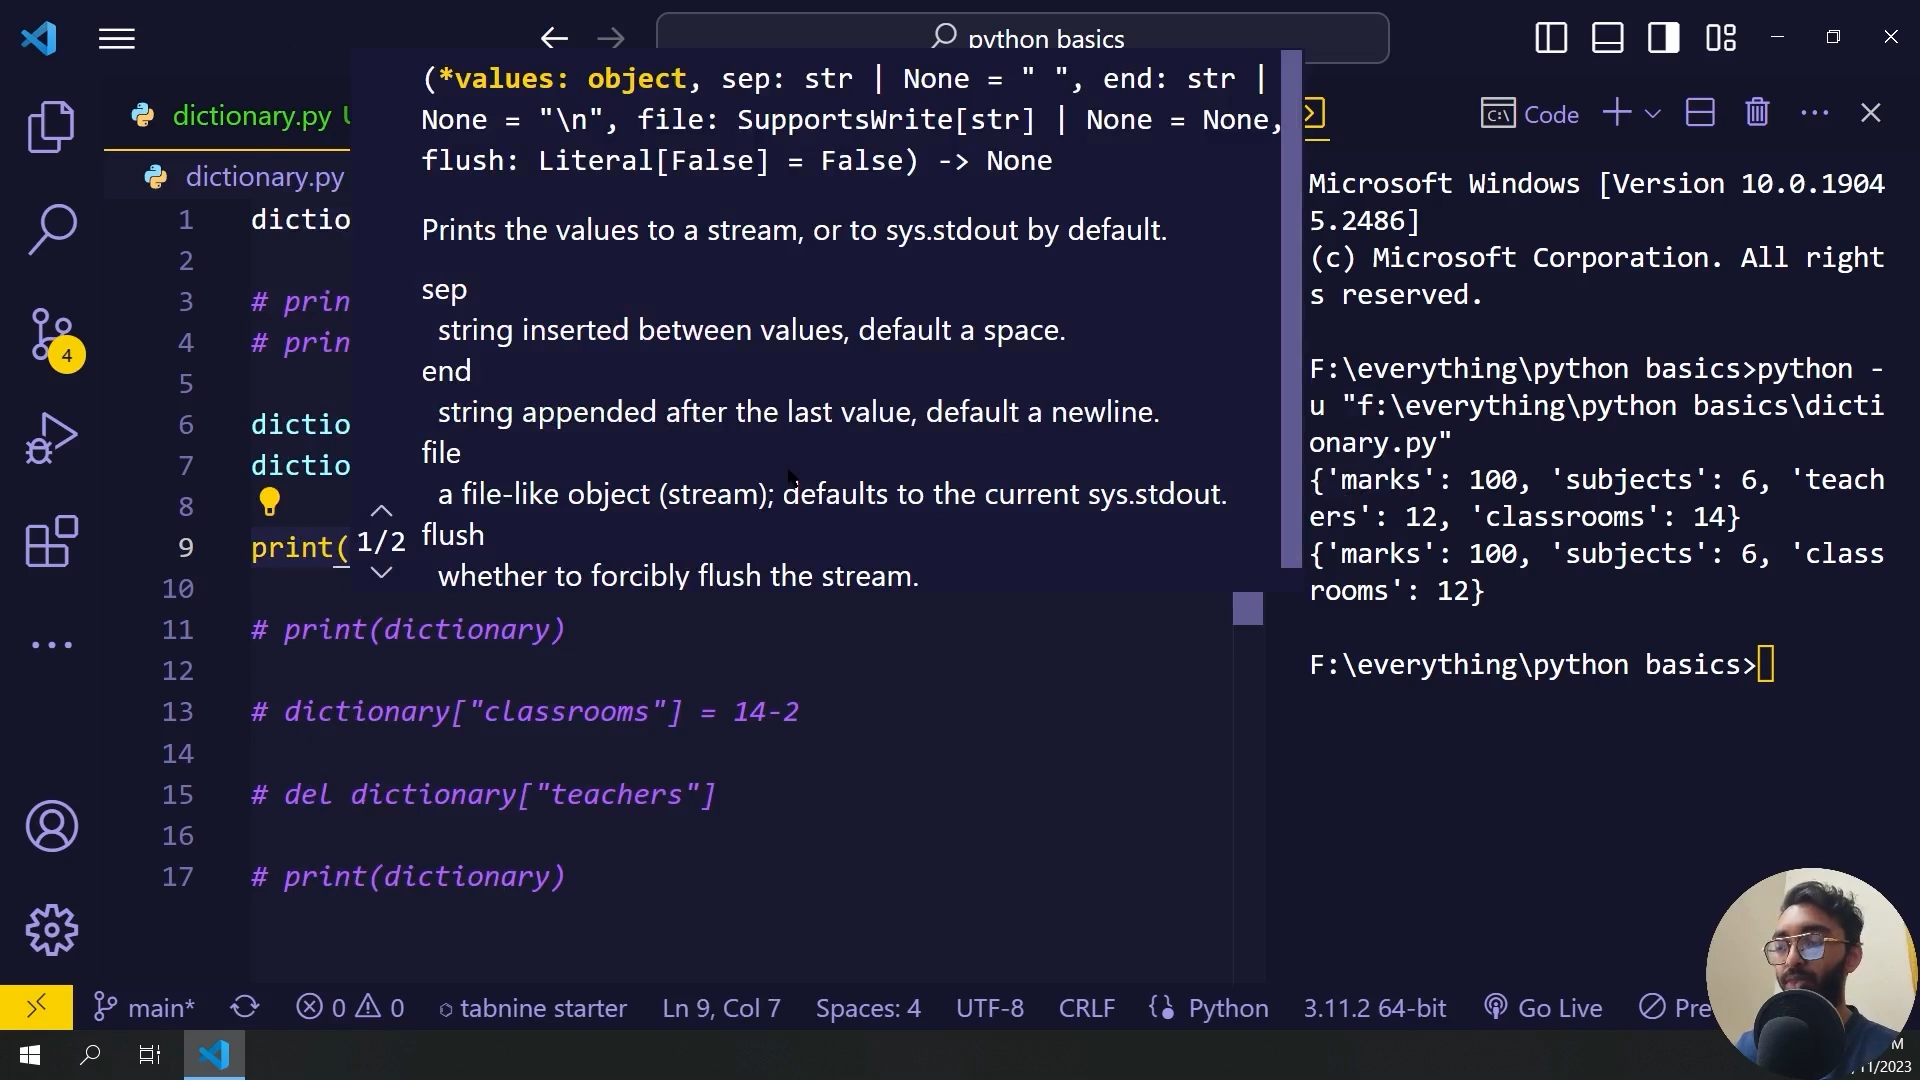 python basics
dictionary.py U
dictionary.py
(*values: object, sep: str | None = " ", end: str |
None = "\n", file: SupportsWrite[str] | None = None,
flush: Literal[False] = False) -> None
Prints the values to a stream, or to sys.stdout by default.
sep
string inserted between values, default a space.
end
string appended after the last value, default a newline.
file
a file-like object (stream); defaults to the current sys.stdout.
flush
whether to forcibly flush the stream.
1/2
1 dictio
2
3 # prin
4 # prin
5
6 dictio
7 dictio
8
9 print(
10
11 # print(dictionary)
12
13 # dictionary["classrooms"] = 14-2
14
15 # del dictionary["teachers"]
16
17 # print(dictionary)
Code
Microsoft Windows [Version 10.0.1904
5.2486]
(c) Microsoft Corporation. All right
s reserved.
F:\everything\python basics>python -
u "f:\everything\python basics\dicti
onary.py"
{'marks': 100, 'subjects': 6, 'teach
ers': 12, 'classrooms': 14}
{'marks': 100, 'subjects': 6, 'class
rooms': 12}
F:\everything\python basics>
4
main* 0 0 tabnine starter Ln 9, Col 7 Spaces: 4 UTF-8 CRLF Python 3.11.2 64-bit Go Live Pre
M
11/2023